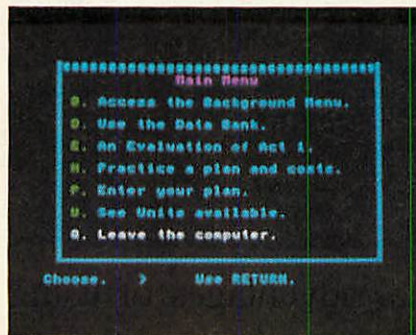 Main Menu
B. Access the Background Menu.
D. Use the Data Bank.
E. An Evaluation of Act 1.
M. Practice a plan and costs.
P. Enter your plan.
U. See Units available.
Q. Leave the computer.
Choose. > Use RETURN.